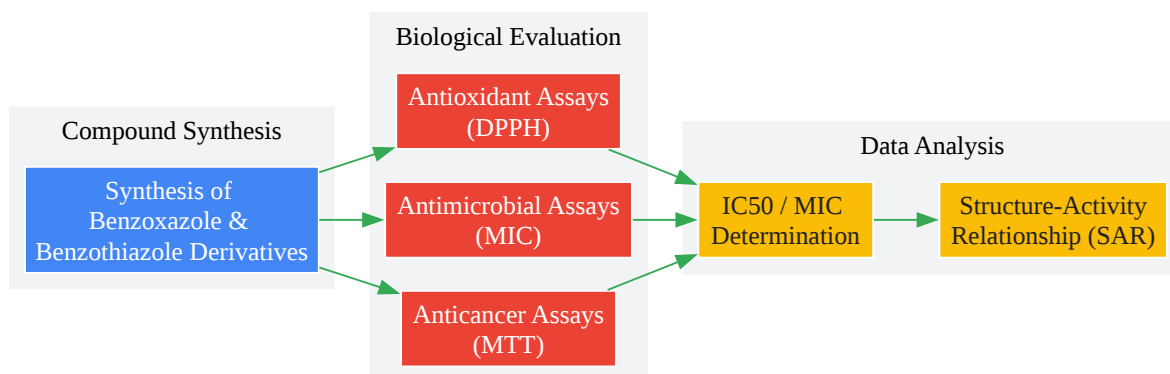 Compound Synthesis
Synthesis of
Benzoxazole &
Benzothiazole Derivatives
Biological Evaluation
Antioxidant Assays
(DPPH)
Antimicrobial Assays
(MIC)
Anticancer Assays
(MTT)
Data Analysis
IC50 / MIC
Determination
Structure-Activity
Relationship (SAR)